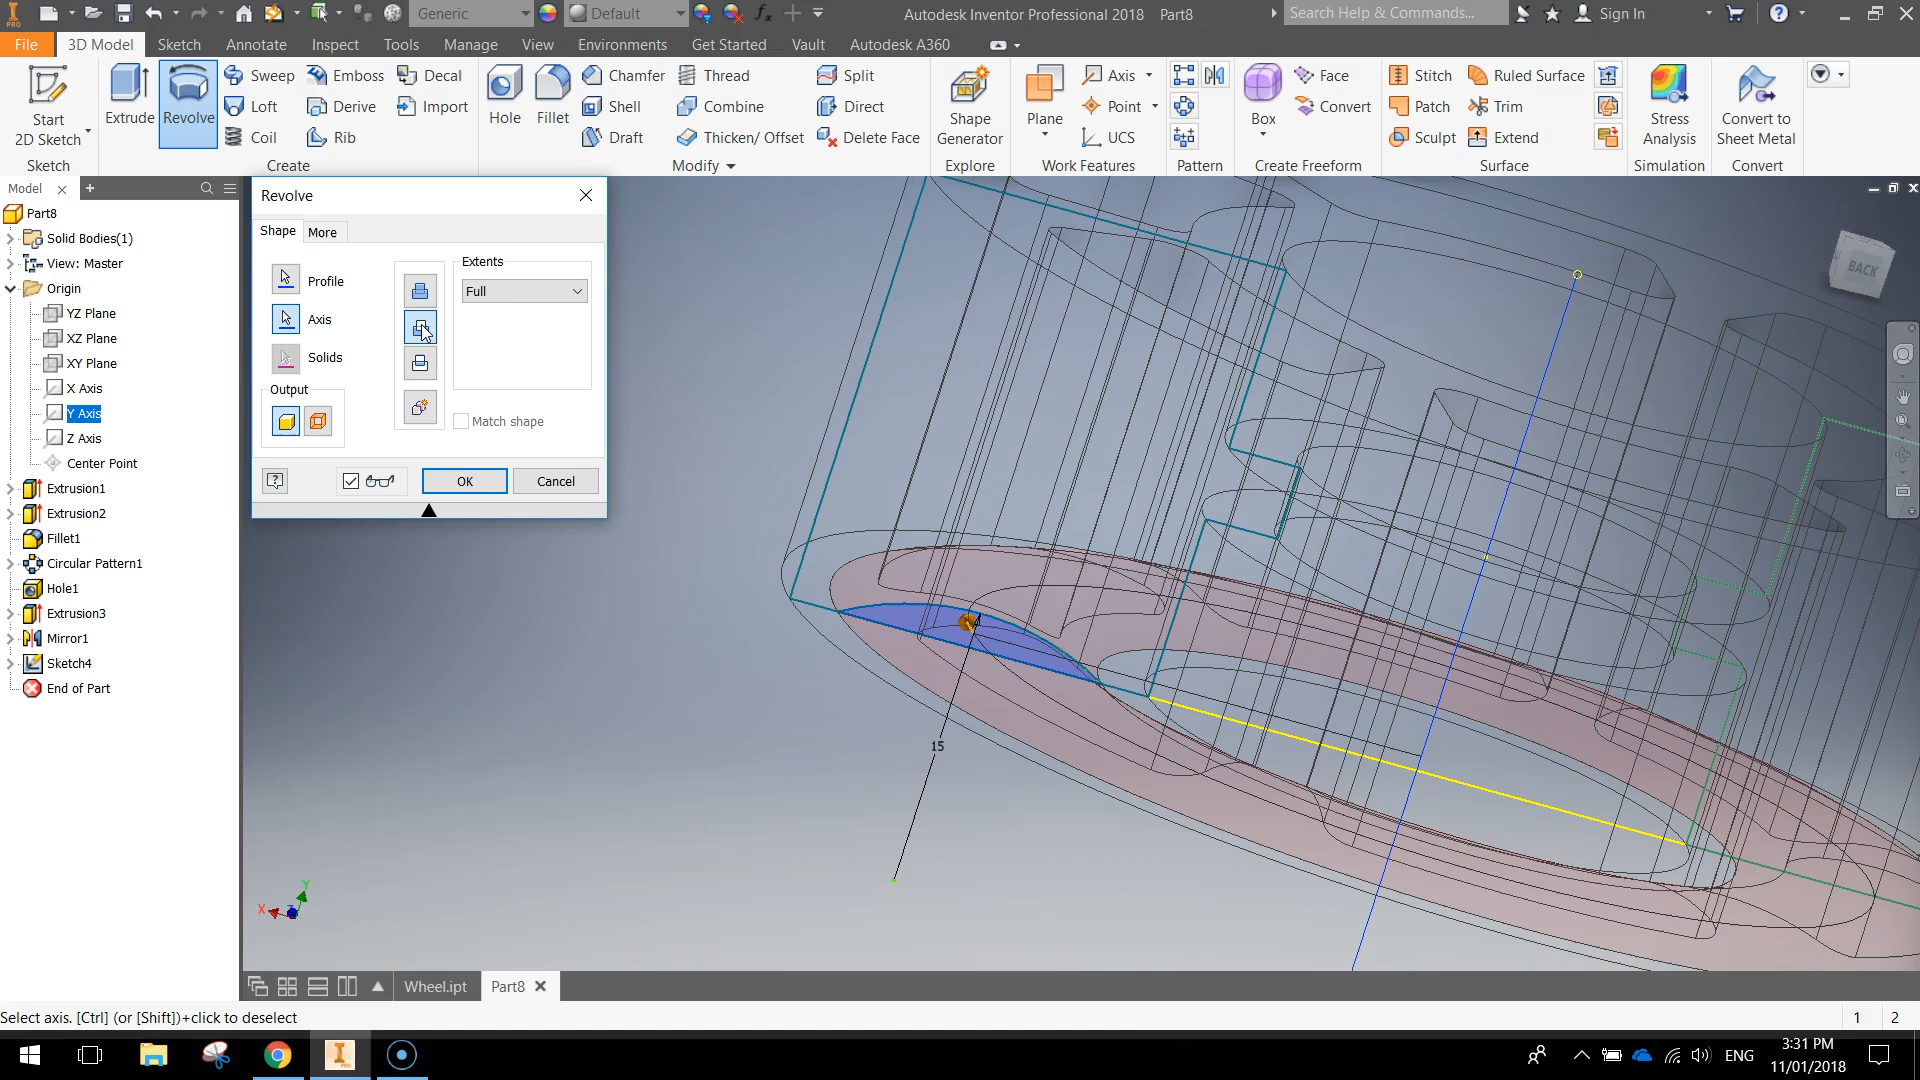 PRO
Generic
Default
fx
Autodesk Inventor Professional 2018 Part8
Search Help & Commands...
Sign In
File 3D Model Sketch Annotate Inspect Tools Manage View Environments Get Started Vault Autodesk A360
Start
2D Sketch
Extrude
Revolve
Sweep
Loft
Coil
Emboss
Derive
Rib
Decal
Import
Hole
Fillet
Chamfer
Shell
Draft
Thread
Combine
Thicken/ Offset
Split
Direct
Delete Face
Shape
Generator
Plane
Axis
Point
UCS
Box
Face
Convert
Stitch
Patch
Sculpt
Ruled Surface
Trim
Extend
Stress
Analysis
Convert to
Sheet Metal
Sketch Create Modify Explore Work Features Pattern Create Freeform Surface Simulation Convert
Model
Part8
Solid Bodies(1)
View: Master
Origin
YZ Plane
XZ Plane
XY Plane
X Axis
Y Axis
Z Axis
Center Point
Extrusion1
Extrusion2
Fillet1
Circular Pattern1
Hole1
Extrusion3
Mirror1
Sketch4
End of Part
Revolve
Shape More
Profile
Axis
Solids
Output
Extents
Full
Match shape
OK Cancel
BACK
15
X Y Z
Wheel.ipt Part8
Select axis. [Ctrl] (or [Shift])+click to deselect
1 2
ENG
3:31 PM
11/01/2018